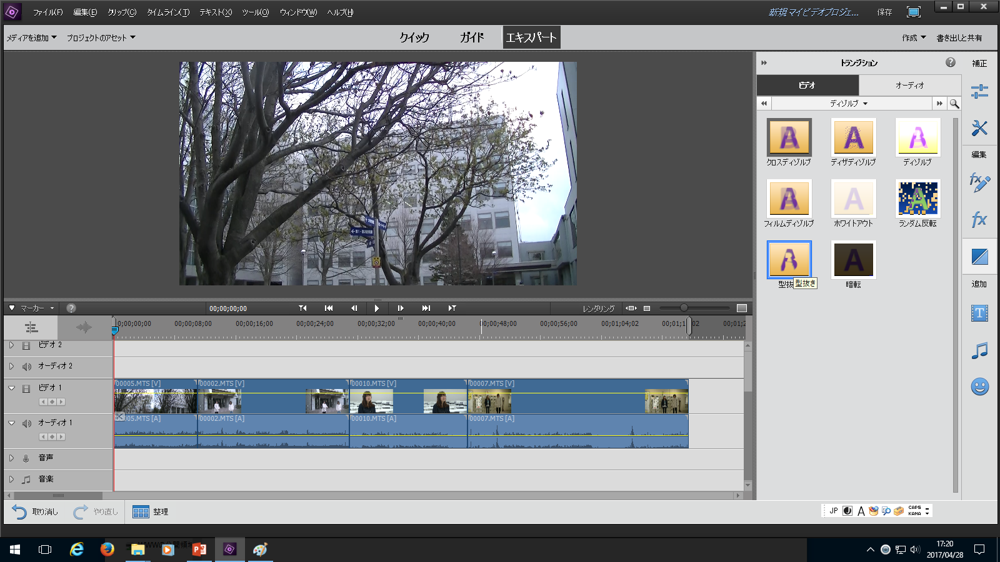 ファイル(F) 編集(E) クリップ(C) タイムライン(T) テキスト(X) ツール(O) ウィンドウ(W) ヘルプ(H)
新規 マイビデオプロジェ... 保存
メディアを追加 プロジェクトのアセット クイック ガイド エキスパート 作成 書き出しと共有
トランジション
補正
ビデオ オーディオ
ディゾルブ
クロスディゾルブ ディザディゾルブ ディゾルブ
編集
フィルムディゾルブ ホワイトアウト ランダム反転
型抜 型抜き 暗転
追加
マーカー 00;00;00;00 レンダリング
0;00;00;00 00;00;08;00 00;00;16;00 00;00;24;00 00;00;32;00 00;00;40;00 00;00;48;00 00;00;56;00 00;01;04;02 00;01;1 02 00;01;2
ビデオ 2
オーディオ 2
ビデオ 1
00005.MTS [V] 00002.MTS [V] 00010.MTS [V] 00007.MTS [V]
オーディオ 1
005.MTS [A] 00002.MTS [A] 00010.MTS [A] 00007.MTS [A]
音声
音楽
取り消し やり直し 整理
JP A CAPS
KANA
WWWの公開領域
17:20
2017/04/28